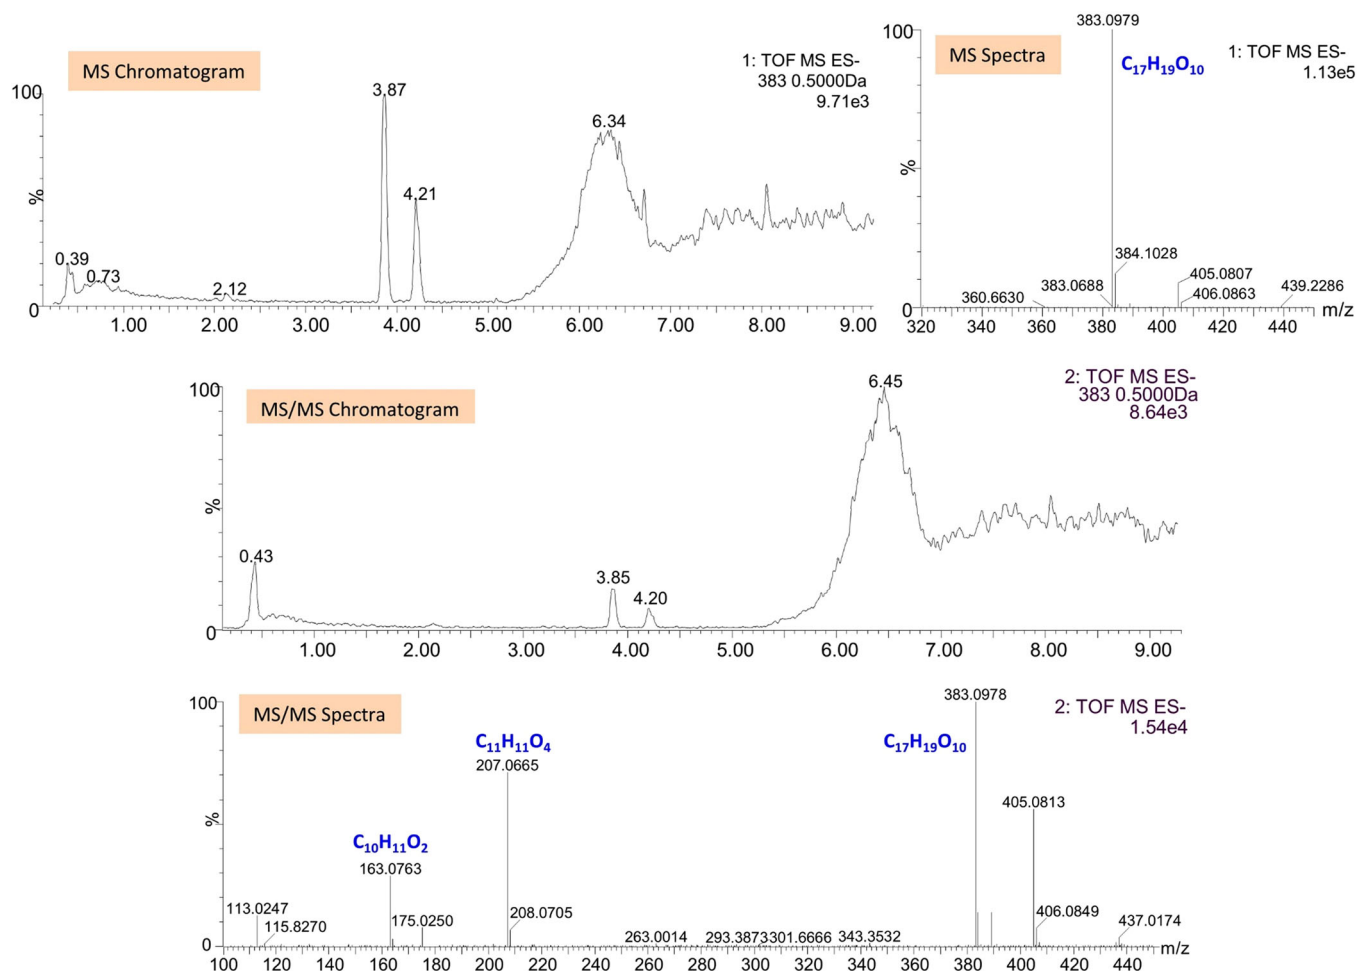 MS Chromatogram
1: TOF MS ES-
383 0.5000Da
9.71e3
100
%
0
0.39
0.73
2.12
3.87
4.21
6.34
1.00 2.00 3.00 4.00 5.00 6.00 7.00 8.00 9.00
MS Spectra
1: TOF MS ES-
1.13e5
383.0979
C₁₇H₁₉O₁₀
100
%
0
360.6630
383.0688
384.1028
405.0807
406.0863
439.2286
320 340 360 380 400 420 440 m/z
MS/MS Chromatogram
2: TOF MS ES-
383 0.5000Da
8.64e3
100
%
0
0.43
3.85
4.20
6.45
1.00 2.00 3.00 4.00 5.00 6.00 7.00 8.00 9.00
MS/MS Spectra
2: TOF MS ES-
1.54e4
100
%
0
C₁₁H₁₁O₄
207.0665
C₁₇H₁₉O₁₀
383.0978
405.0813
C₁₀H₁₁O₂
163.0763
113.0247
115.8270
175.0250
208.0705
263.0014
293.3873301.6666
343.3532
406.0849
437.0174
100 120 140 160 180 200 220 240 260 280 300 320 340 360 380 400 420 440 m/z